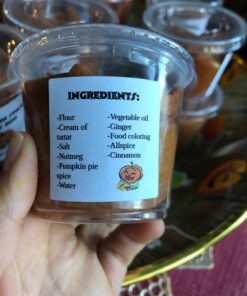 INGREDIENTS:
-Flour
-Cream of
tartar
-Salt
-Nutmeg
-Pumpkin pie
spice
-Water
-Vegetable oil
-Ginger
-Food coloring
-Allspice
-Cinnamon